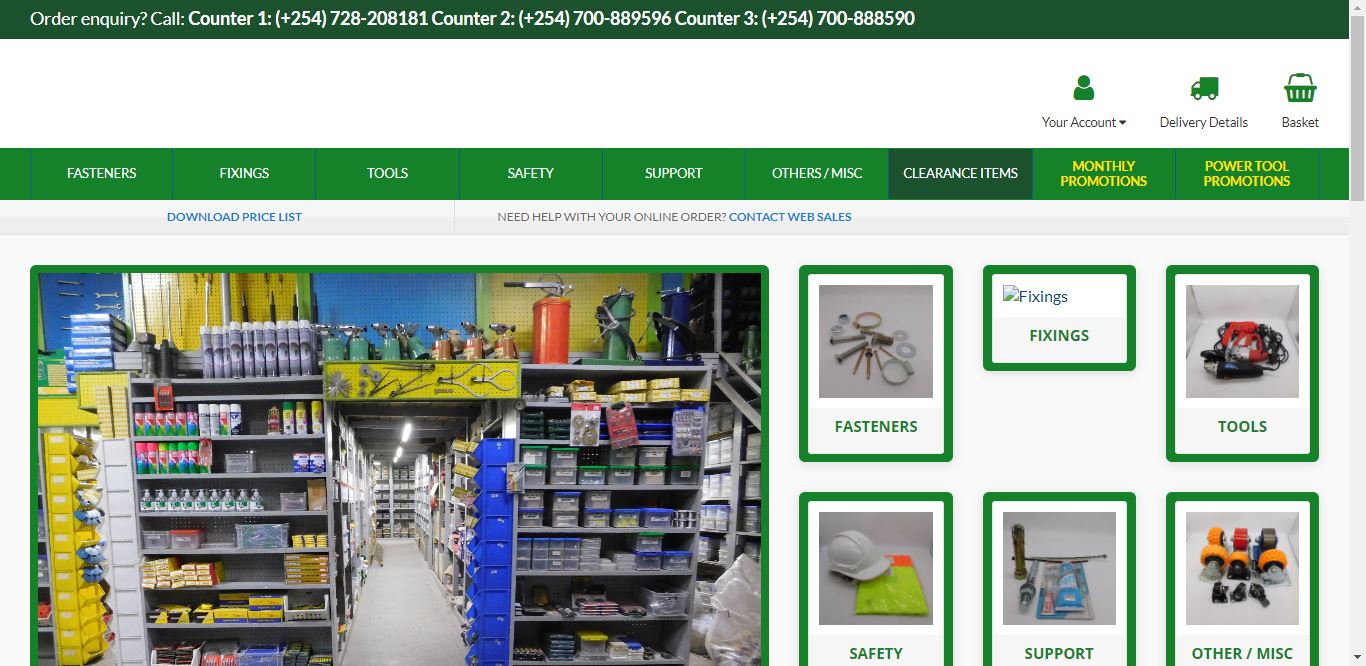 Order enquiry? Call: Counter 1: (+254) 728-208181 Counter 2: (+254) 700-889596 Counter 3: (+254) 700-888590
Your Account
Delivery Details
Basket
FASTENERS
FIXINGS
TOOLS
SAFETY
SUPPORT
OTHERS / MISC
CLEARANCE ITEMS
MONTHLY
PROMOTIONS
POWER TOOL
PROMOTIONS
DOWNLOAD PRICE LIST
NEED HELP WITH YOUR ONLINE ORDER? CONTACT WEB SALES
Fixings
FASTENERS
FIXINGS
TOOLS
SAFETY
SUPPORT
OTHER / MISC